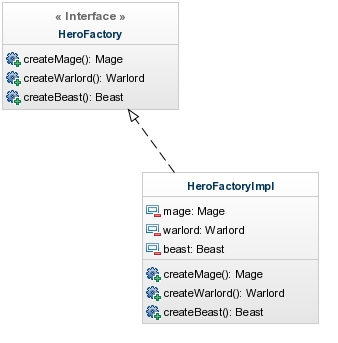 « Interface »
HeroFactory
createMage(): Mage
createWarlord(): Warlord
createBeast(): Beast
HeroFactoryImpl
mage: Mage
warlord: Warlord
beast: Beast
createMage(): Mage
createWarlord(): Warlord
createBeast(): Beast